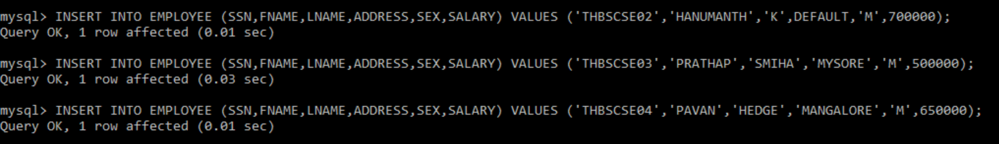 mysql> INSERT INTO EMPLOYEE (SSN,FNAME,LNAME,ADDRESS,SEX,SALARY) VALUES ('THBSCSE02','HANUMANTH','K',DEFAULT,'M',700000);
Query OK, 1 row affected (0.01 sec)
mysql> INSERT INTO EMPLOYEE (SSN,FNAME,LNAME,ADDRESS,SEX,SALARY) VALUES ('THBSCSE03','PRATHAP','SMIHA','MYSORE','M',500000);
Query OK, 1 row affected (0.03 sec)
mysql> INSERT INTO EMPLOYEE (SSN,FNAME,LNAME,ADDRESS,SEX,SALARY) VALUES ('THBSCSE04','PAVAN','HEDGE','MANGALORE','M',650000);
Query OK, 1 row affected (0.01 sec)